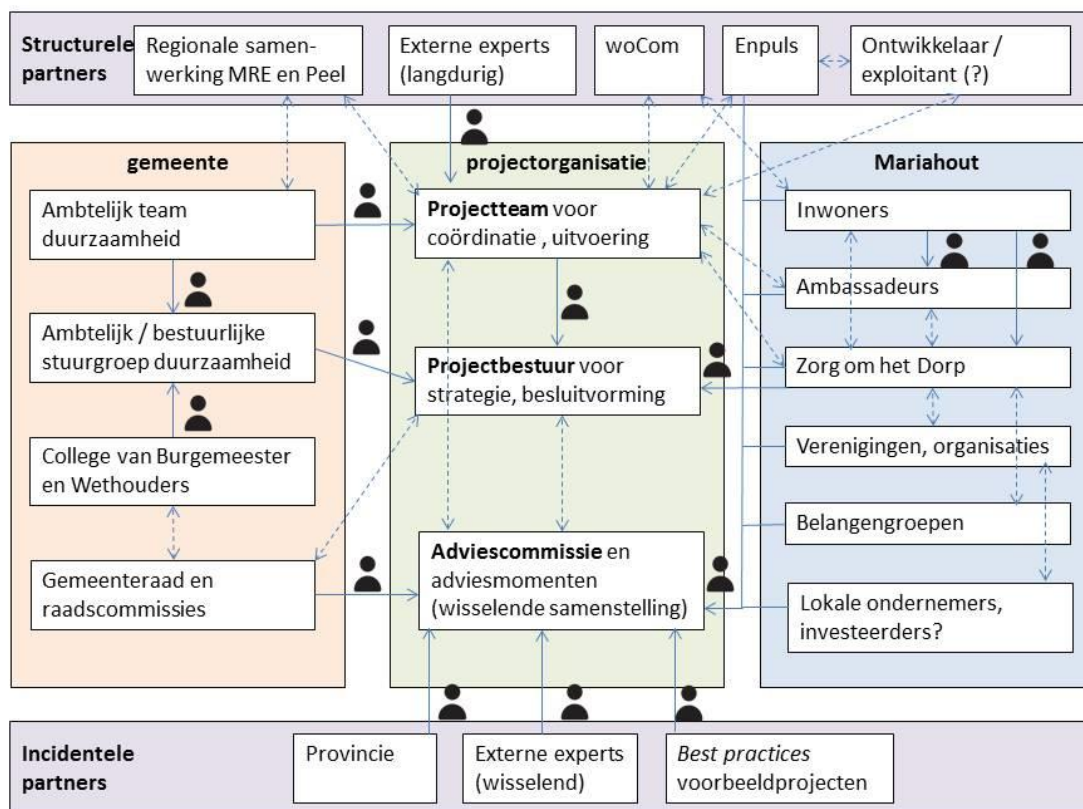 Structurele
partners
Regionale samen-
werking MRE en Peel
Externe experts
(langdurig)
woCom
Enpuls
Ontwikkelaar /
exploitant (?)
gemeente
Ambtelijk team
duurzaamheid
Ambtelijk / bestuurlijke
stuurgroep duurzaamheid
College van Burgemeester
en Wethouders
Gemeenteraad en
raadscommissies
projectorganisatie
Projectteam voor
coördinatie , uitvoering
Projectbestuur voor
strategie, besluitvorming
Adviescommissie en
adviesmomenten
(wisselende samenstelling)
Mariahout
Inwoners
Ambassadeurs
Zorg om het Dorp
Verenigingen, organisaties
Belangengroepen
Lokale ondernemers,
investeerders?
Incidentele
partners
Provincie
Externe experts
(wisselend)
Best practices
voorbeeldprojecten